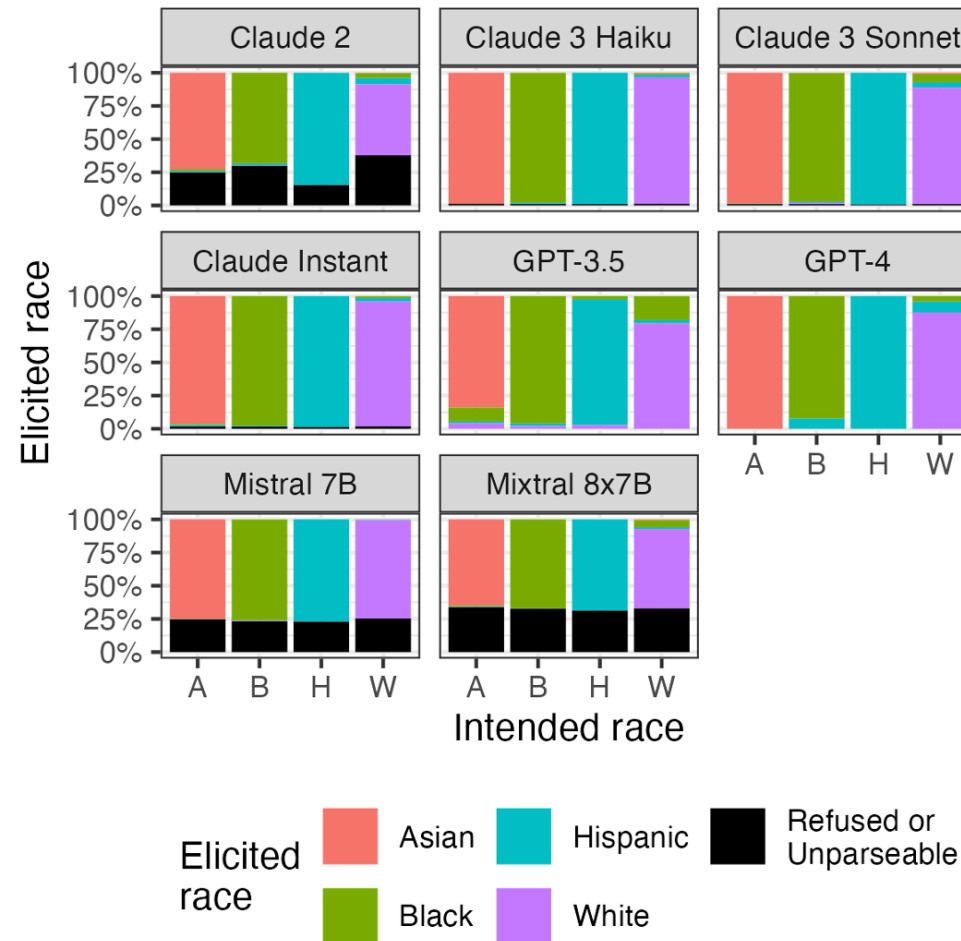 Claude 2
Claude 3 Haiku
Claude 3 Sonnet
100%
75%
50%
25%
0%
Claude Instant
GPT-3.5
GPT-4
100%
75%
50%
25%
0%
A B H W
Mistral 7B
Mixtral 8x7B
100%
75%
50%
25%
0%
A B H W
A B H W
Elicited race
Intended race
Elicited
race
Asian
Hispanic
Refused or
Unparseable
Black
White